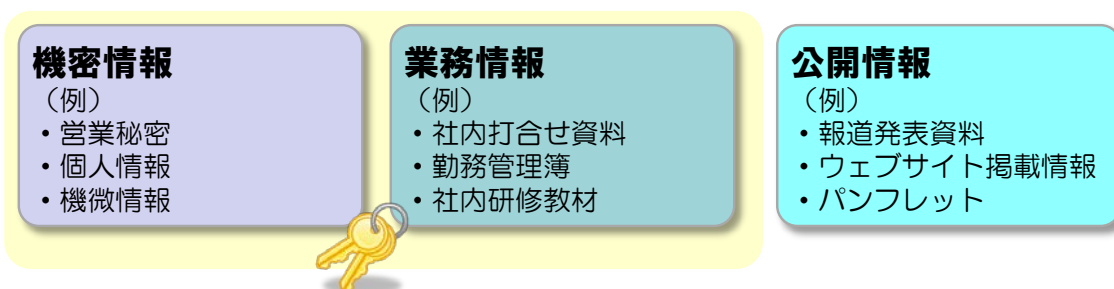 機密情報
（例）
・営業秘密
・個人情報
・機微情報
業務情報
（例）
・社内打合せ資料
・勤務管理簿
・社内研修教材
公開情報
（例）
・報道発表資料
・ウェブサイト掲載情報
・パンフレット